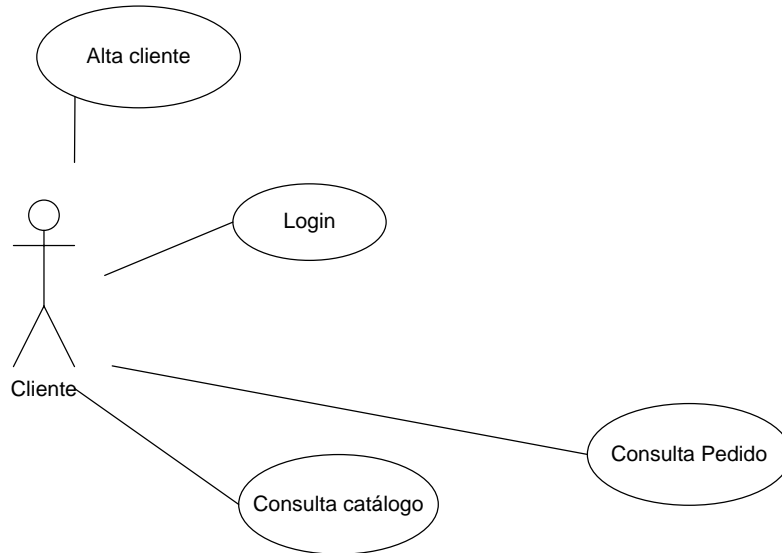 Alta cliente
Login
Cliente
Consulta Pedido
Consulta catálogo